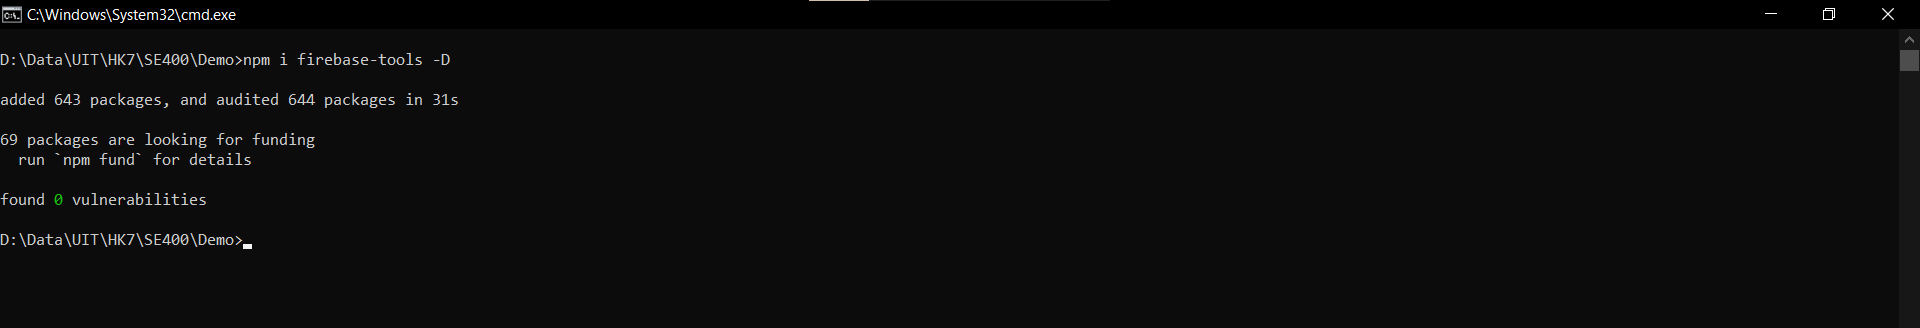 C:\Windows\System32\cmd.exe
D:\Data\UIT\HK7\SE400\Demo>npm i firebase-tools -D
added 643 packages, and audited 644 packages in 31s
69 packages are looking for funding
  run `npm fund` for details
found 0 vulnerabilities
D:\Data\UIT\HK7\SE400\Demo>